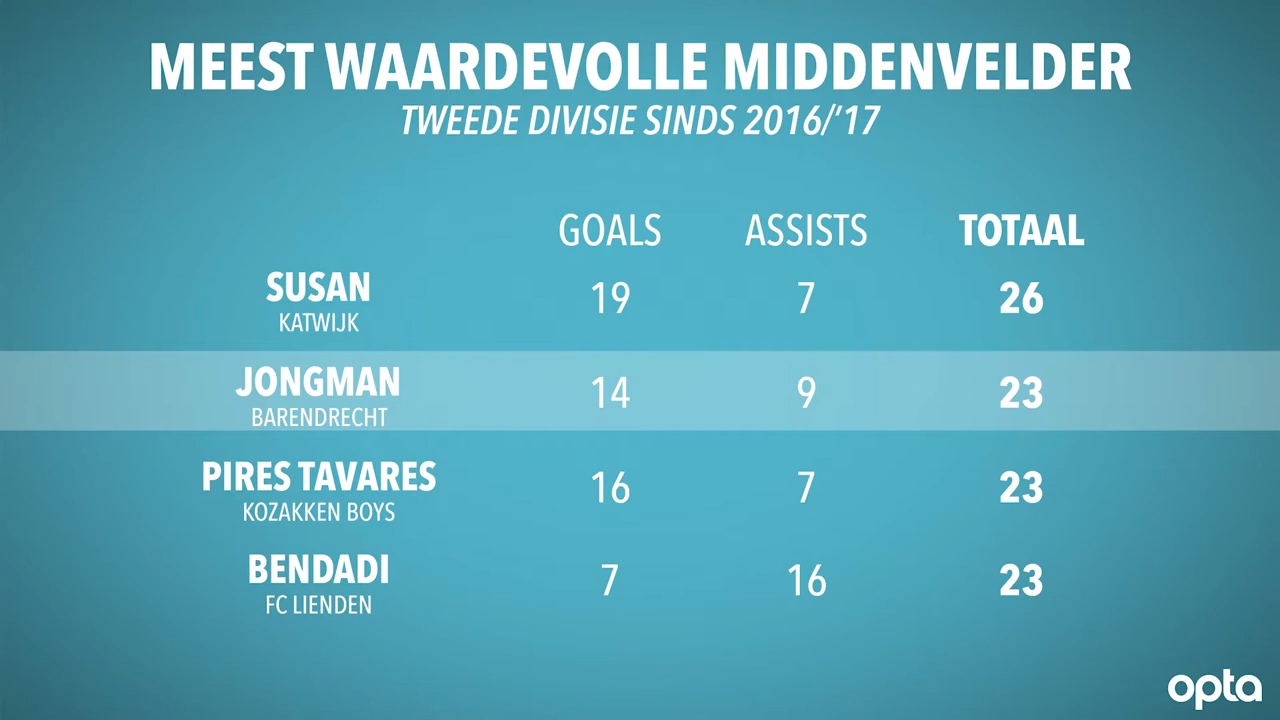 MEEST WAARDEVOLLE MIDDENVELDER
TWEEDE DIVISIE SINDS 2016/'17
GOALS ASSISTS TOTAAL
SUSAN 19 7 26
KATWIJK
JONGMAN 14 9 23
BARENDRECHT
PIRES TAVARES 16 7 23
KOZAKKEN BOYS
BENDADI 7 16 23
FC LIENDEN
opta